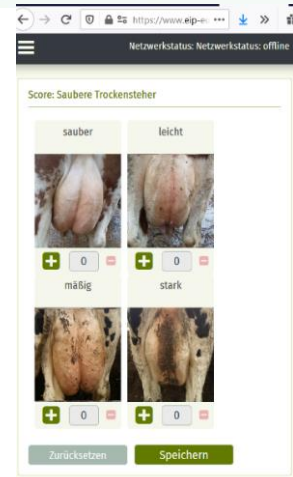 https://www.eip-eu
Netzwerkstatus: Netzwerkstatus: offline
Score: Saubere Trockensteher
sauber leicht
0 0
mäßig stark
0 0
Zurücksetzen Speichern